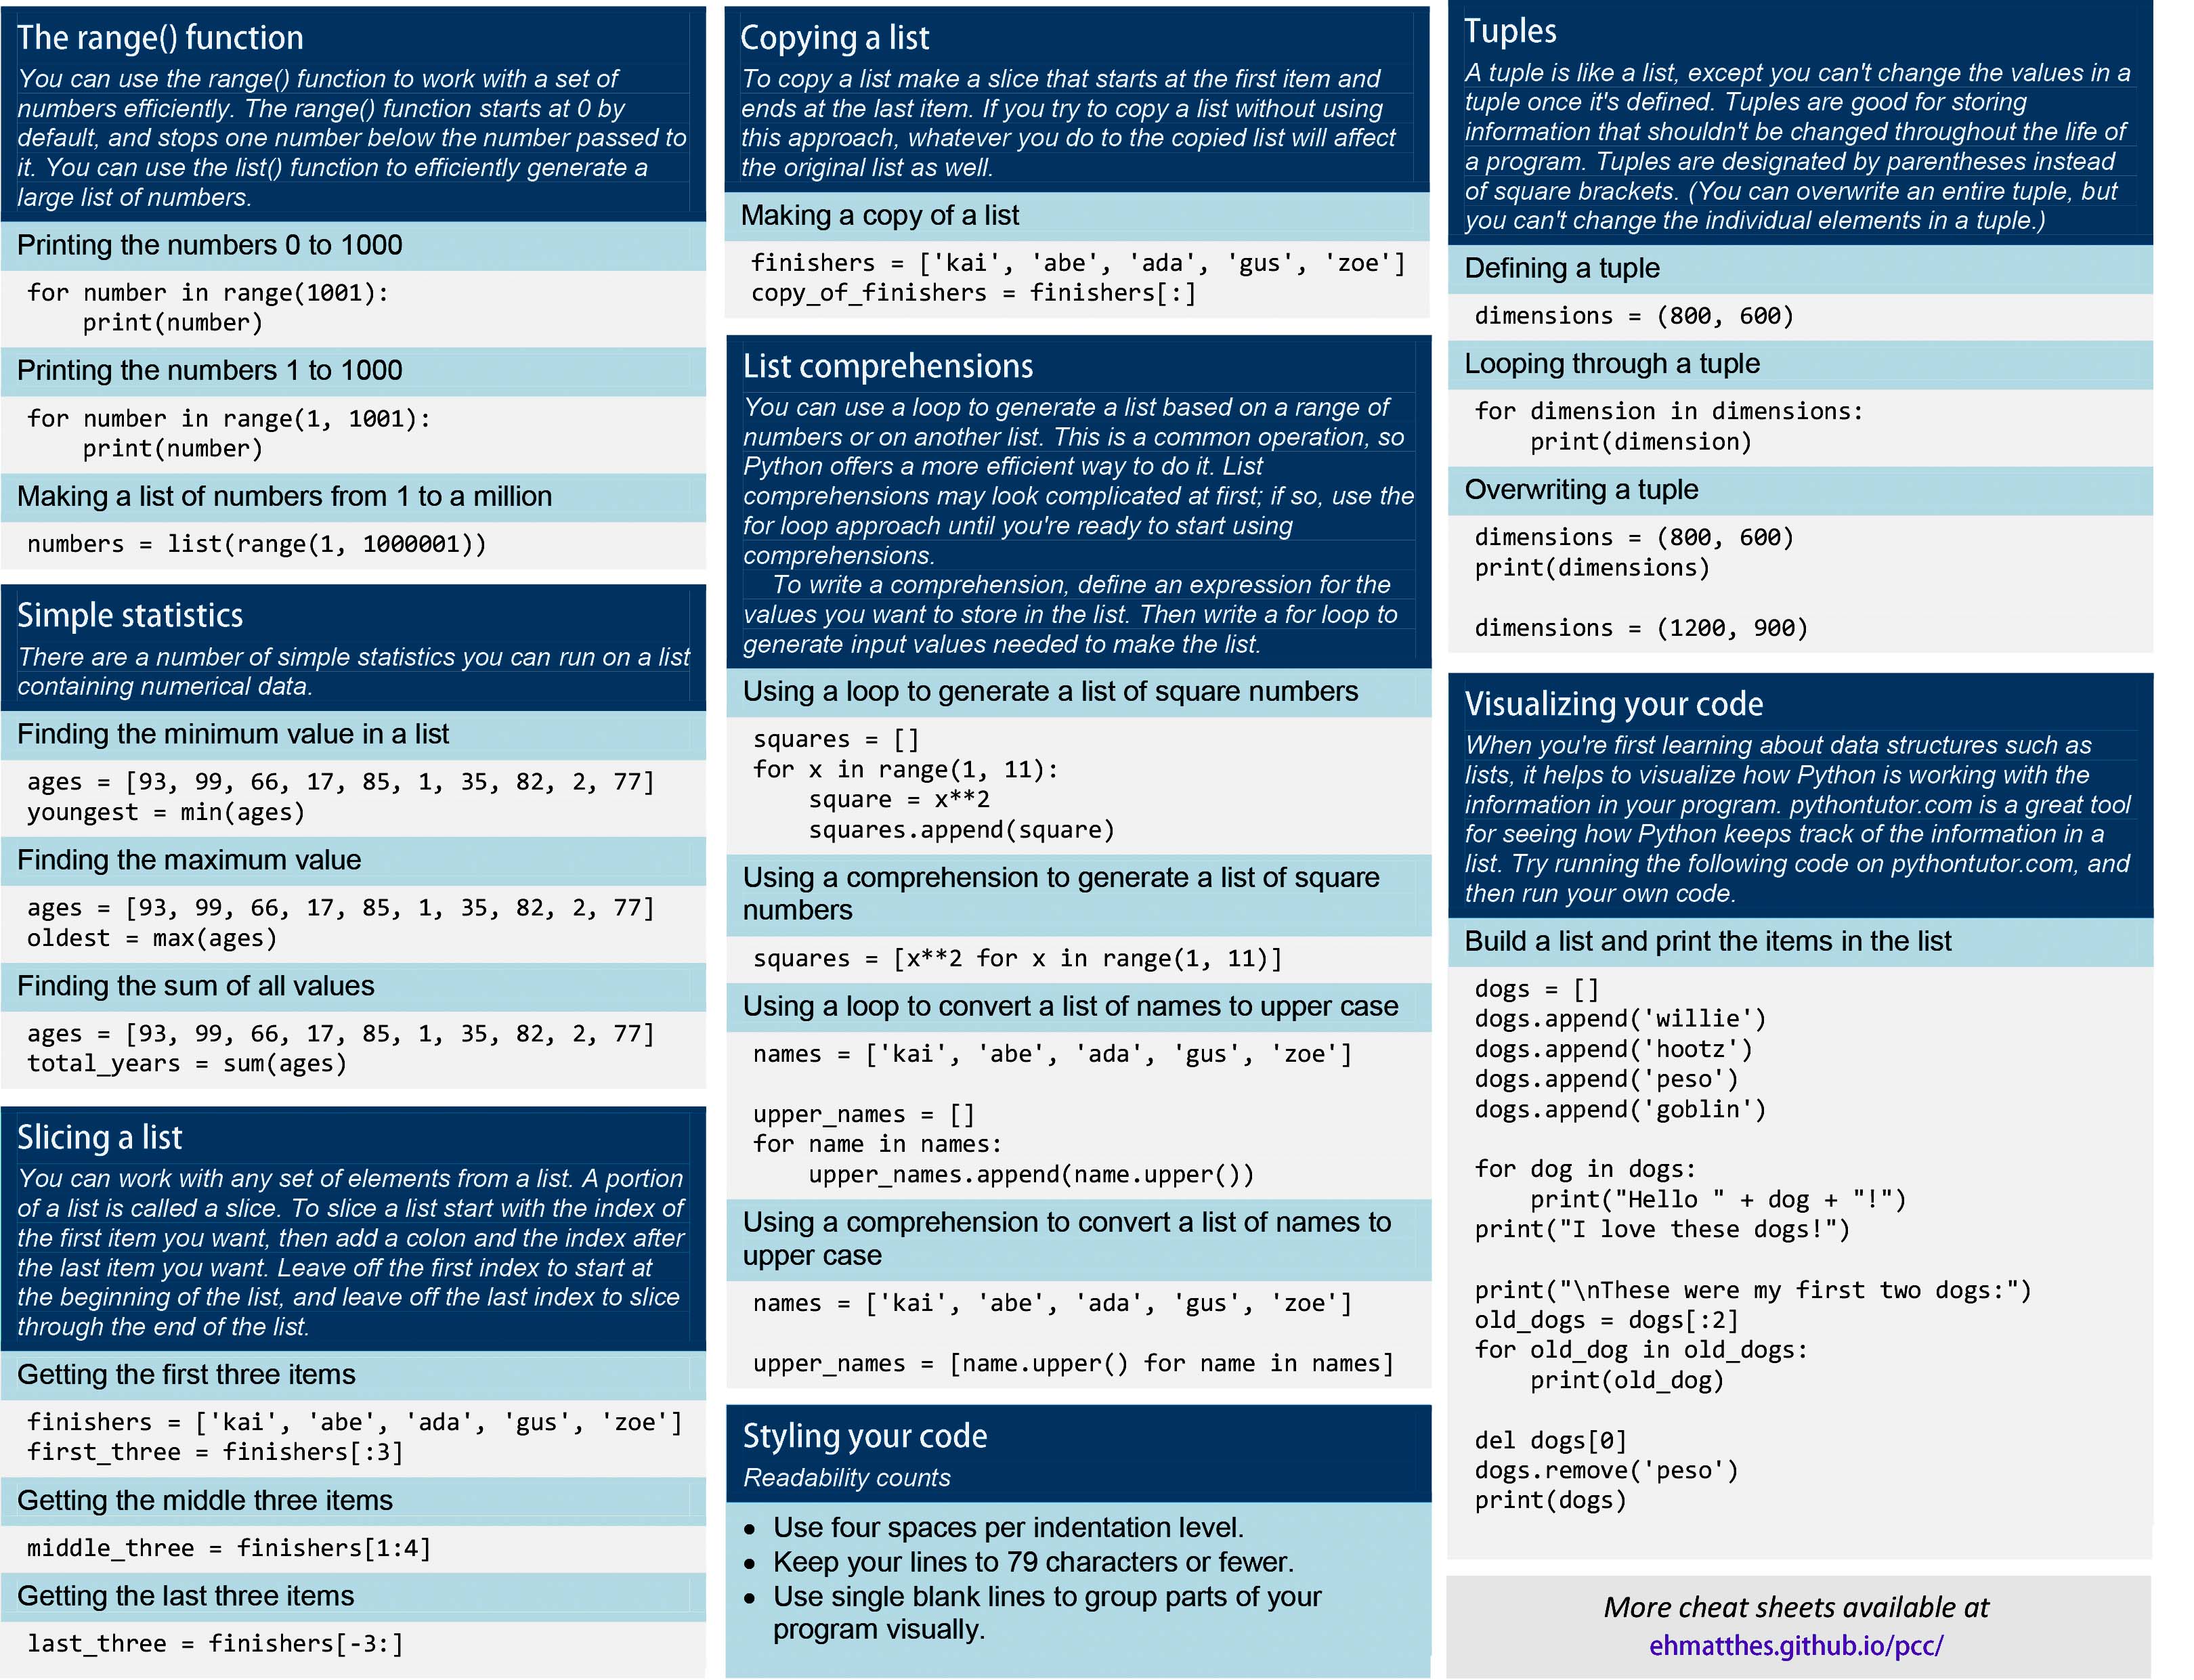 The range() function
You can use the range() function to work with a set of
numbers efficiently. The range() function starts at 0 by
default, and stops one number below the number passed to
it. You can use the list() function to efficiently generate a
large list of numbers.
Printing the numbers 0 to 1000
for number in range(1001):
    print(number)
Printing the numbers 1 to 1000
for number in range(1, 1001):
    print(number)
Making a list of numbers from 1 to a million
numbers = list(range(1, 1000001))
Simple statistics
There are a number of simple statistics you can run on a list
containing numerical data.
Finding the minimum value in a list
ages = [93, 99, 66, 17, 85, 1, 35, 82, 2, 77]
youngest = min(ages)
Finding the maximum value
ages = [93, 99, 66, 17, 85, 1, 35, 82, 2, 77]
oldest = max(ages)
Finding the sum of all values
ages = [93, 99, 66, 17, 85, 1, 35, 82, 2, 77]
total_years = sum(ages)
Slicing a list
You can work with any set of elements from a list. A portion
of a list is called a slice. To slice a list start with the index of
the first item you want, then add a colon and the index after
the last item you want. Leave off the first index to start at
the beginning of the list, and leave off the last index to slice
through the end of the list.
Getting the first three items
finishers = ['kai', 'abe', 'ada', 'gus', 'zoe']
first_three = finishers[:3]
Getting the middle three items
middle_three = finishers[1:4]
Getting the last three items
last_three = finishers[-3:]
Copying a list
To copy a list make a slice that starts at the first item and
ends at the last item. If you try to copy a list without using
this approach, whatever you do to the copied list will affect
the original list as well.
Making a copy of a list
finishers = ['kai', 'abe', 'ada', 'gus', 'zoe']
copy_of_finishers = finishers[:]
List comprehensions
You can use a loop to generate a list based on a range of
numbers or on another list. This is a common operation, so
Python offers a more efficient way to do it. List
comprehensions may look complicated at first; if so, use the
for loop approach until you're ready to start using
comprehensions.
    To write a comprehension, define an expression for the
values you want to store in the list. Then write a for loop to
generate input values needed to make the list.
Using a loop to generate a list of square numbers
squares = []
for x in range(1, 11):
    square = x**2
    squares.append(square)
Using a comprehension to generate a list of square
numbers
squares = [x**2 for x in range(1, 11)]
Using a loop to convert a list of names to upper case
names = ['kai', 'abe', 'ada', 'gus', 'zoe']
upper_names = []
for name in names:
    upper_names.append(name.upper())
Using a comprehension to convert a list of names to
upper case
names = ['kai', 'abe', 'ada', 'gus', 'zoe']
upper_names = [name.upper() for name in names]
Styling your code
Readability counts
• Use four spaces per indentation level.
• Keep your lines to 79 characters or fewer.
• Use single blank lines to group parts of your
program visually.
Tuples
A tuple is like a list, except you can't change the values in a
tuple once it's defined. Tuples are good for storing
information that shouldn't be changed throughout the life of
a program. Tuples are designated by parentheses instead
of square brackets. (You can overwrite an entire tuple, but
you can't change the individual elements in a tuple.)
Defining a tuple
dimensions = (800, 600)
Looping through a tuple
for dimension in dimensions:
    print(dimension)
Overwriting a tuple
dimensions = (800, 600)
print(dimensions)
dimensions = (1200, 900)
Visualizing your code
When you're first learning about data structures such as
lists, it helps to visualize how Python is working with the
information in your program. pythontutor.com is a great tool
for seeing how Python keeps track of the information in a
list. Try running the following code on pythontutor.com, and
then run your own code.
Build a list and print the items in the list
dogs = []
dogs.append('willie')
dogs.append('hootz')
dogs.append('peso')
dogs.append('goblin')
for dog in dogs:
    print("Hello " + dog + "!")
print("I love these dogs!")
print("\nThese were my first two dogs:")
old_dogs = dogs[:2]
for old_dog in old_dogs:
    print(old_dog)
del dogs[0]
dogs.remove('peso')
print(dogs)
More cheat sheets available at
ehmatthes.github.io/pcc/